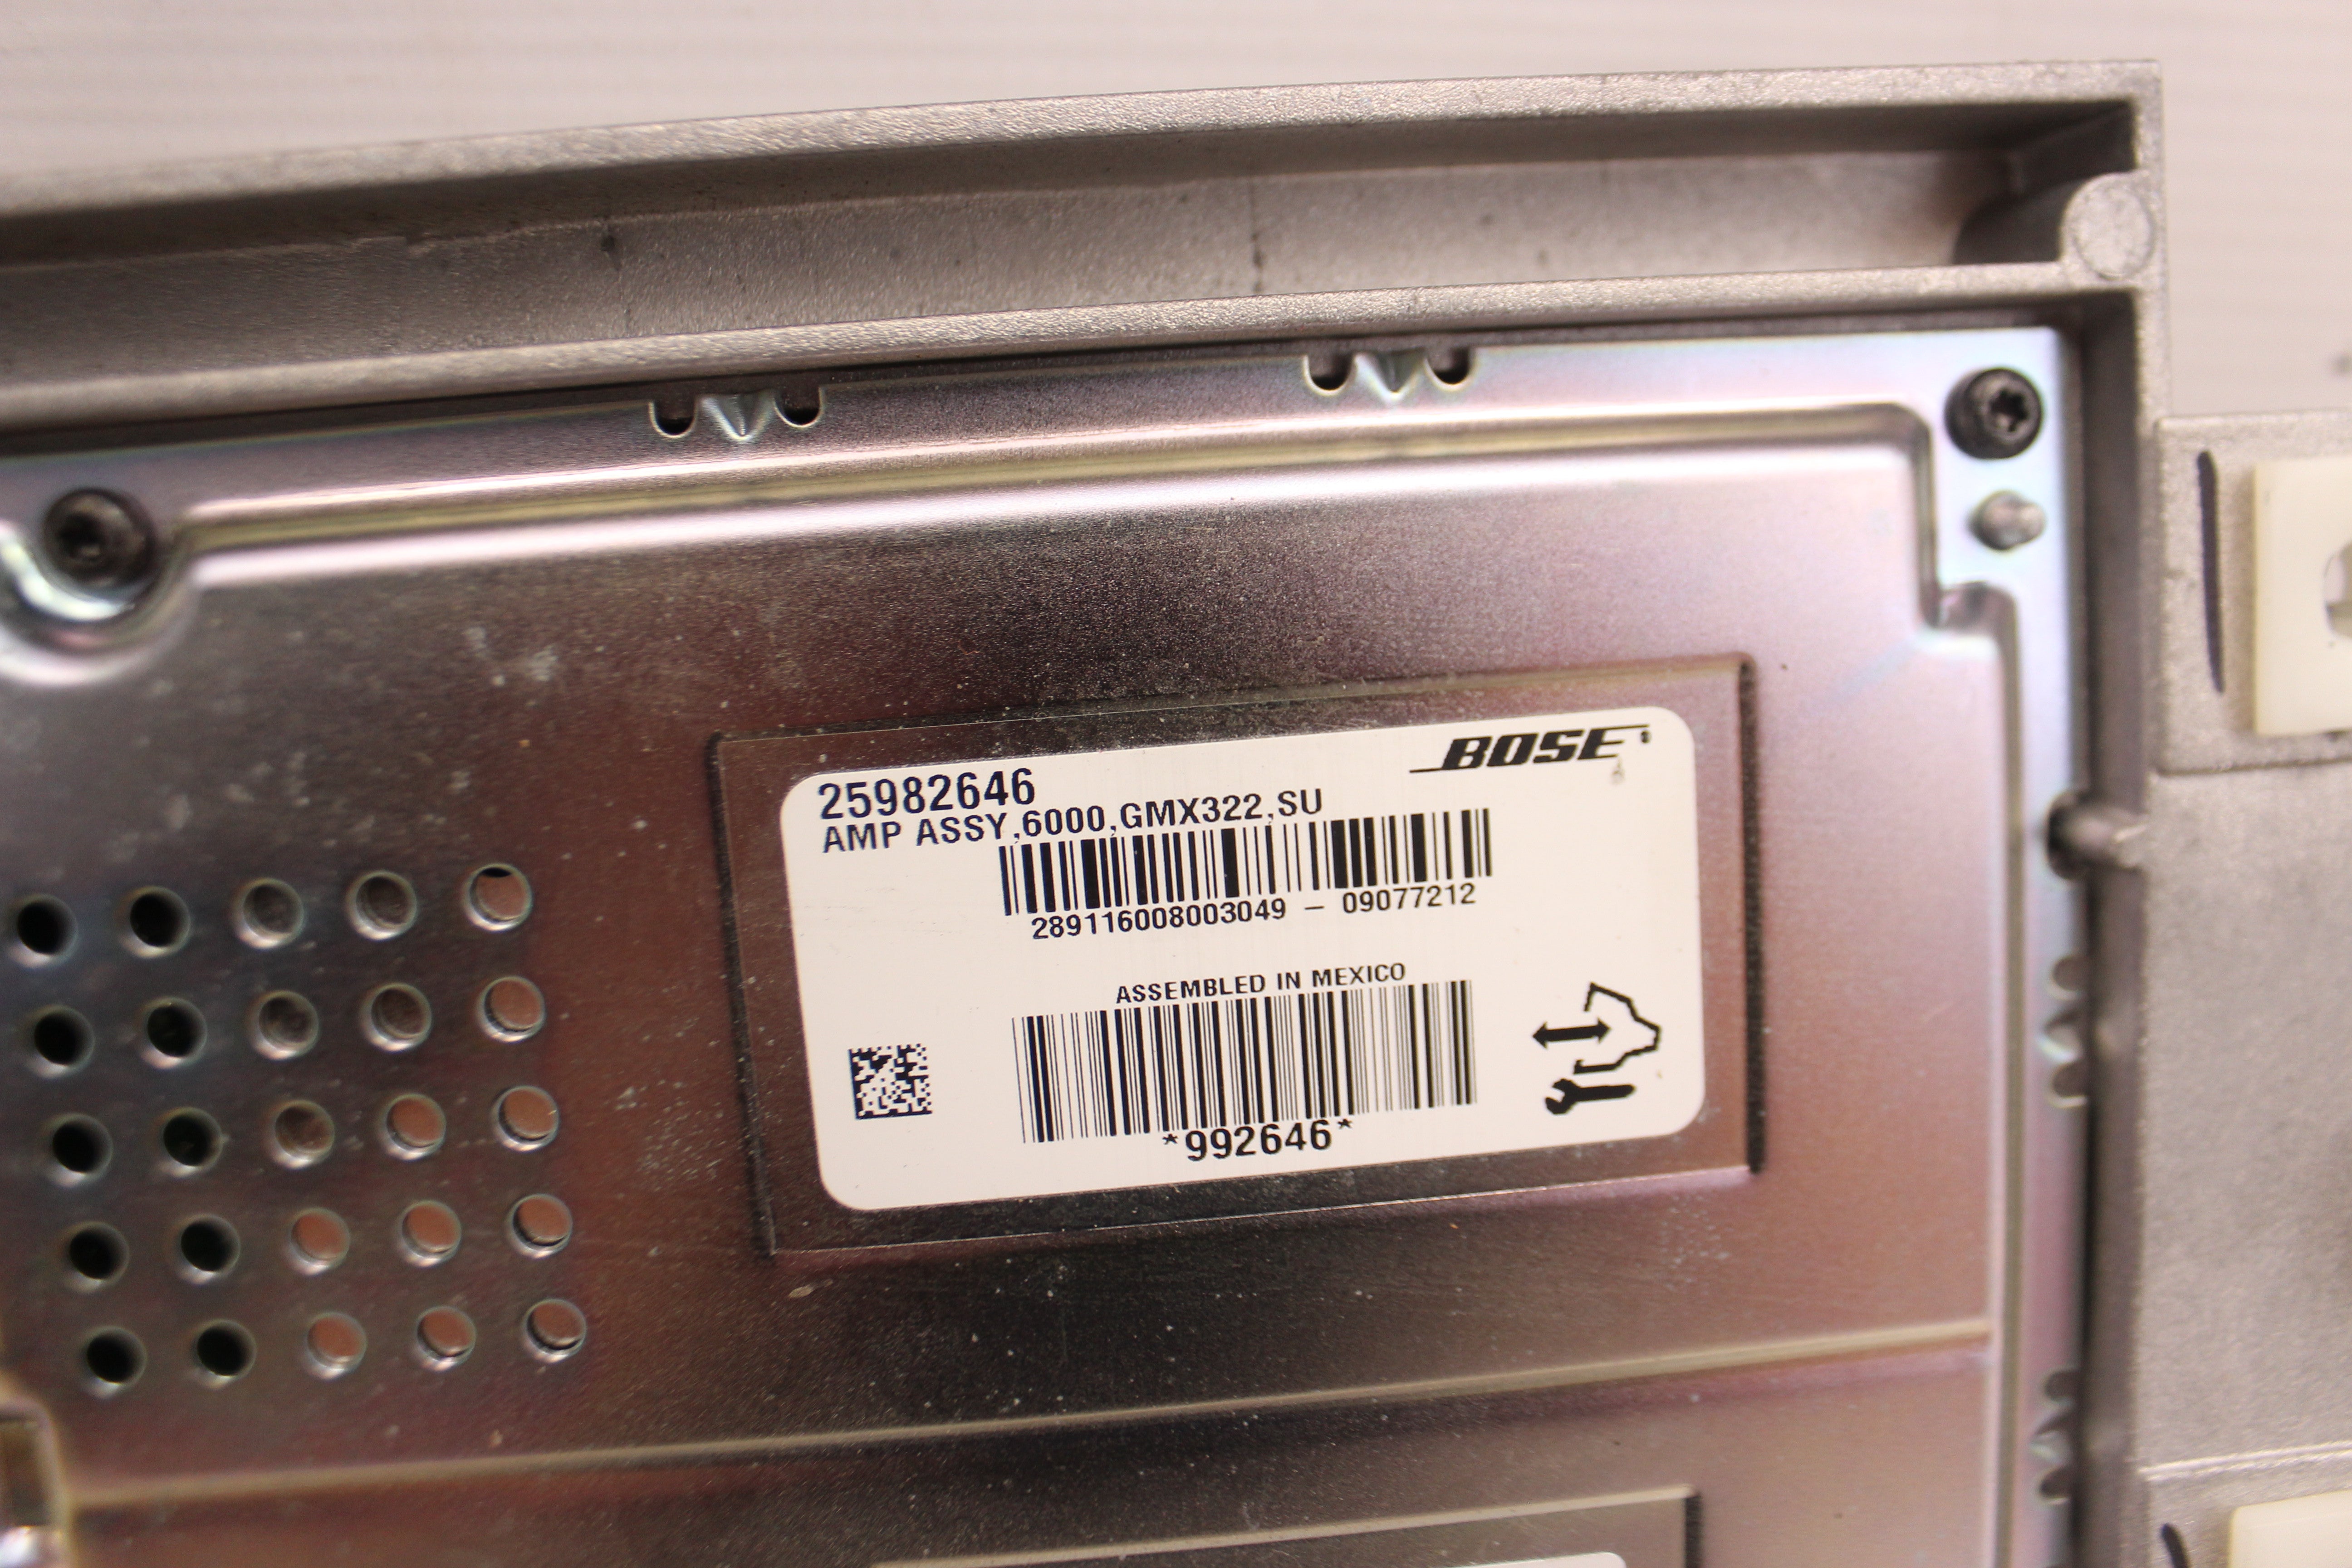 BOSE
25982646
AMP ASSY,6000,GMX322,SU
289116008003049 – 09077212
ASSEMBLED IN MEXICO
*992646*